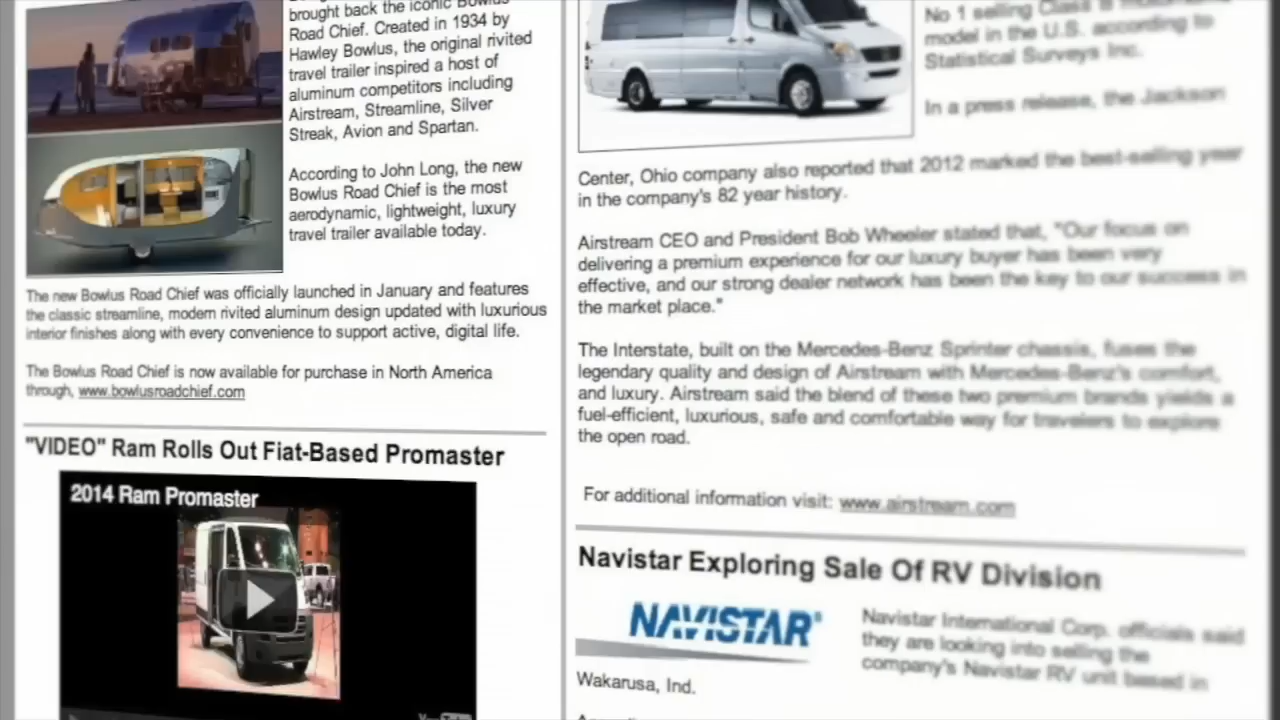 brought back the iconic Bowlus
Road Chief. Created in 1934 by
Hawley Bowlus, the original rivited
travel trailer inspired a host of
aluminum competitors including
Airstream, Streamline, Silver
Streak, Avion and Spartan.
According to John Long, the new
Bowlus Road Chief is the most
aerodynamic, lightweight, luxury
travel trailer available today.
The new Bowlus Road Chief was officially launched in January and features
the classic streamline, modern rivited aluminum design updated with luxurious
interior finishes along with every convenience to support active, digital life.
The Bowlus Road Chief is now available for purchase in North America
through, www.bowlusroadchief.com
"VIDEO" Ram Rolls Out Fiat-Based Promaster
2014 Ram Promaster
No 1 selling Class B
model in the U.S. according to
Statistical Surveys Inc.
In a press release, the Jackson
Center, Ohio company also reported that 2012 marked the best-selling year
in the company's 82 year history.
Airstream CEO and President Bob Wheeler stated that, "Our focus on
delivering a premium experience for our luxury buyer has been very
effective, and our strong dealer network has been the key to our success in
the market place."
The Interstate, built on the Mercedes-Benz Sprinter chassis, fuses the
legendary quality and design of Airstream with Mercedes-Benz's comfort,
and luxury. Airstream said the blend of these two premium brands yields a
fuel-efficient, luxurious, safe and comfortable way for travelers to explore
the open road.
For additional information visit: www.airstream.com
Navistar Exploring Sale Of RV Division
NAVISTAR
Navistar International Corp. officials said
they are looking into selling the
company's Navistar RV unit based in
Wakarusa, Ind.